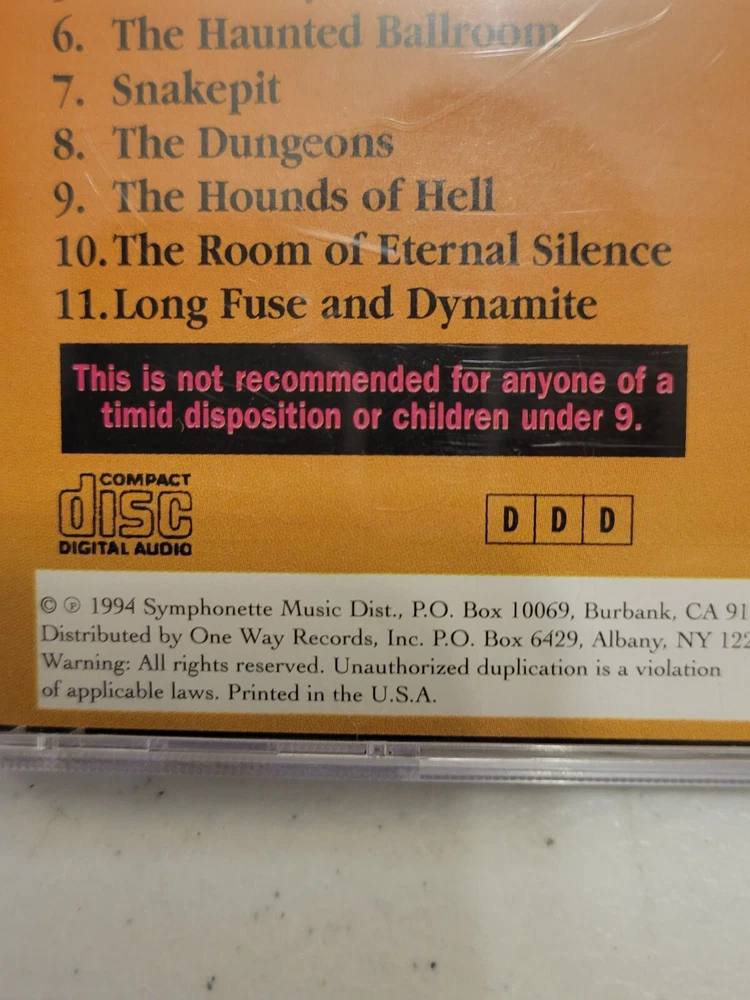 6. The Haunted Ballroom
7. Snakepit
8. The Dungeons
9. The Hounds of Hell
10. The Room of Eternal Silence
11. Long Fuse and Dynamite
This is not recommended for anyone of a
timid disposition or children under 9.
COMPACT
disc
DIGITAL AUDIO
D D D
© ℗ 1994 Symphonette Music Dist., P.O. Box 10069, Burbank, CA 91
Distributed by One Way Records, Inc. P.O. Box 6429, Albany, NY 122
Warning: All rights reserved. Unauthorized duplication is a violation
of applicable laws. Printed in the U.S.A.